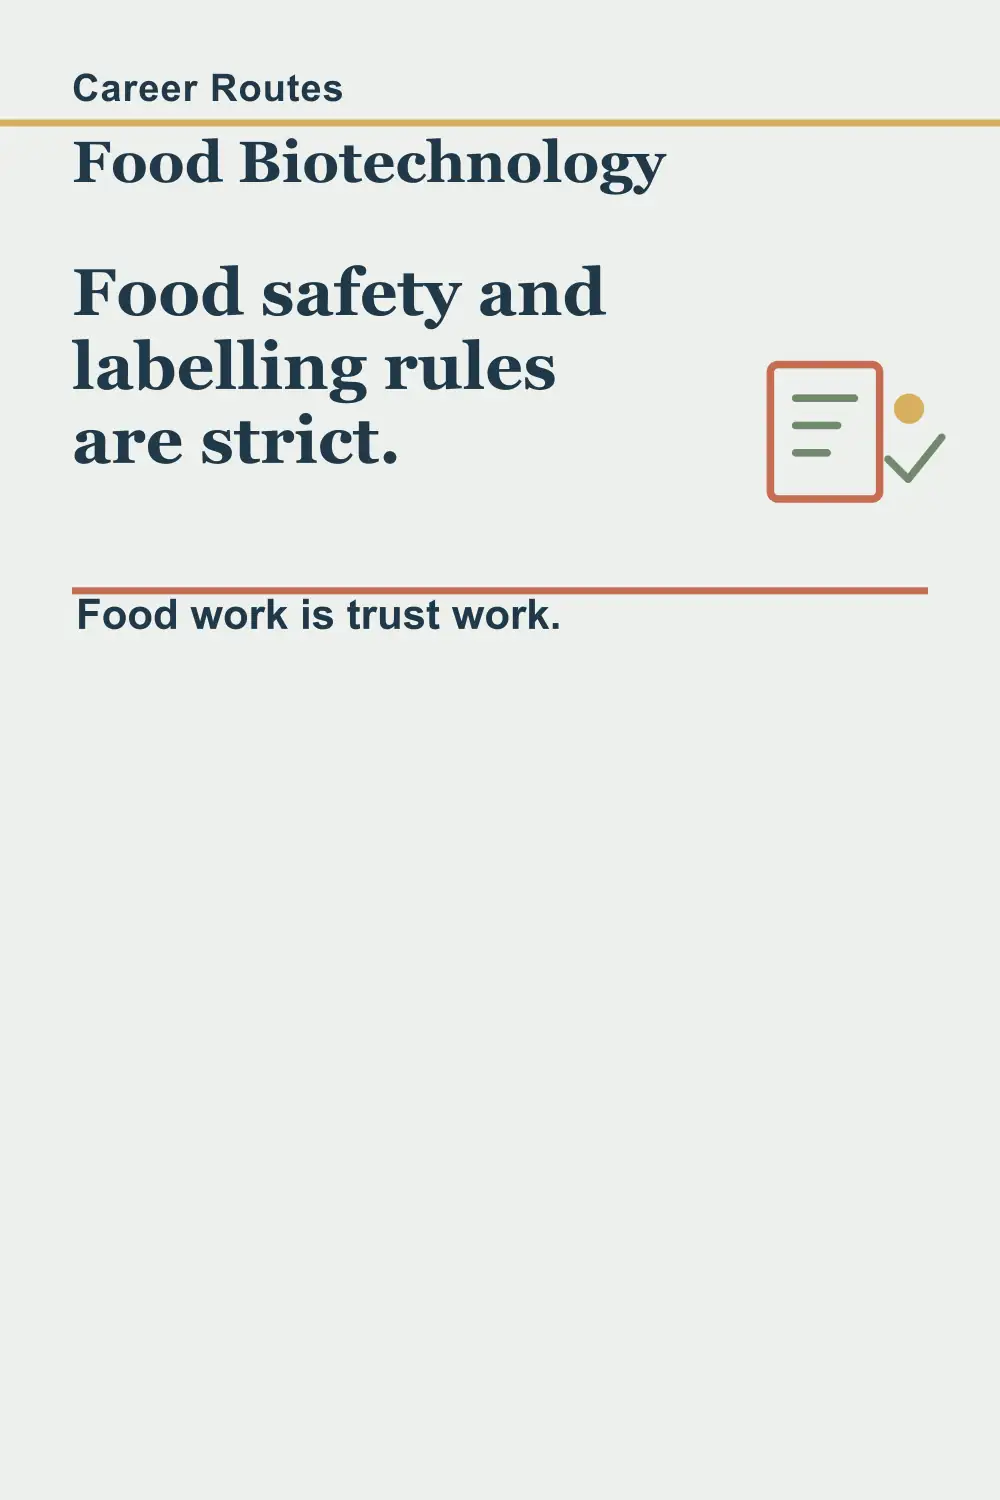 Career Routes
Food Biotechnology
Food safety and
labelling rules
are strict.
Food work is trust work.